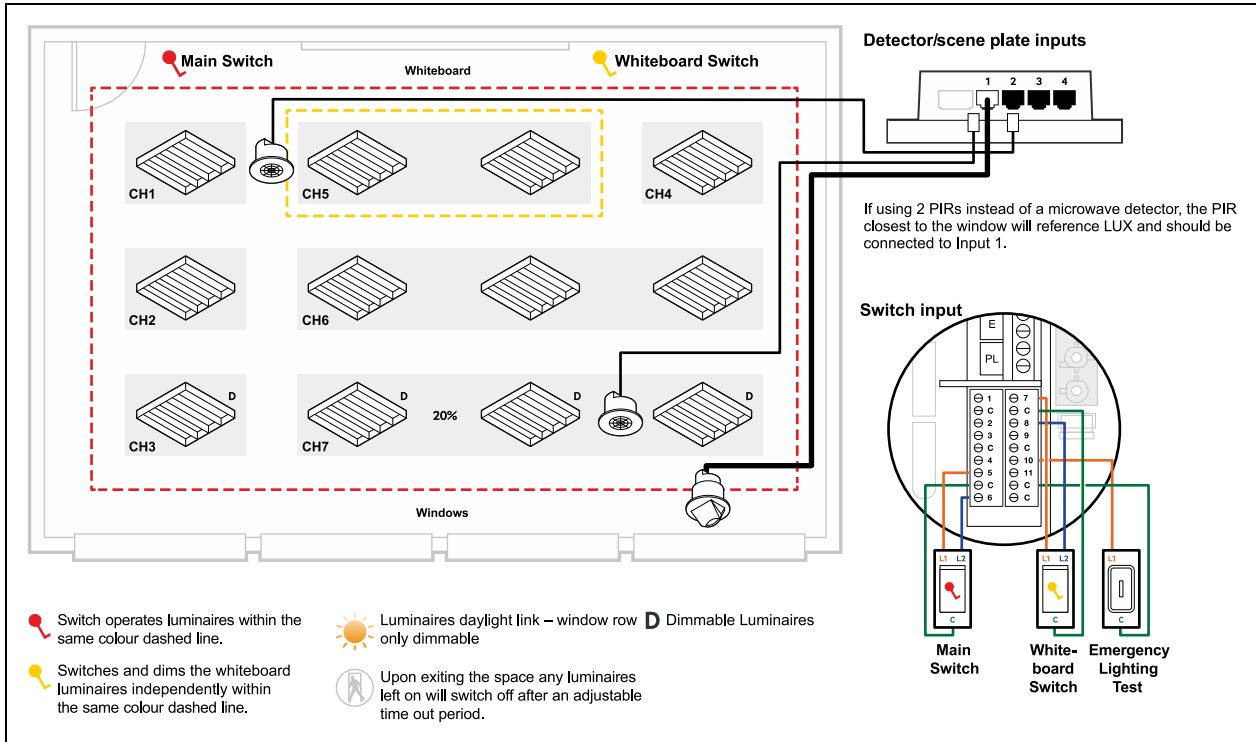 Main Switch
Whiteboard
Whiteboard Switch
CH1
CH5
CH4
CH2
CH6
D
D
D
D
20%
CH3
CH7
Windows
Detector/scene plate inputs
1
2
3
4
If using 2 PIRs instead of a microwave detector, the PIR
closest to the window will reference LUX and should be
connected to Input 1.
Switch input
E
PL
1 7
C C
2 8
3 9
C C
4 10
5 11
C C
6 C
L1 L2
L1 L2
L1
C
C
C
Main
Switch
White-
board
Switch
Emergency
Lighting
Test
Switch operates luminaires within the
same colour dashed line.
Switches and dims the whiteboard
luminaires independently within
the same colour dashed line.
Luminaires daylight link – window row
only dimmable
Upon exiting the space any luminaires
left on will switch off after an adjustable
time out period.
D Dimmable Luminaires